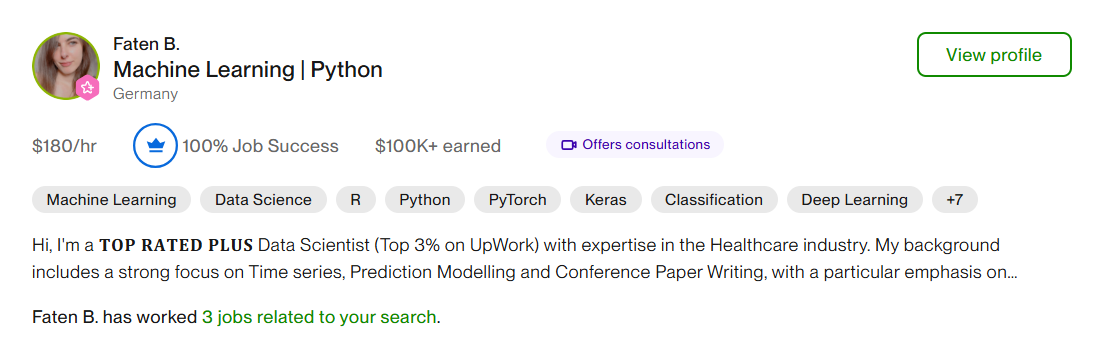 Faten B.
Machine Learning | Python
View profile
Germany
$180/hr 100% Job Success $100K+ earned Offers consultations
Machine Learning Data Science R Python PyTorch Keras Classification Deep Learning +7
Hi, I'm a 𝐓𝐎𝐏 𝐑𝐀𝐓𝐄𝐃 𝐏𝐋𝐔𝐒 Data Scientist (Top 3% on UpWork) with expertise in the Healthcare industry. My background
includes a strong focus on Time series, Prediction Modelling and Conference Paper Writing, with a particular emphasis on...
Faten B. has worked 3 jobs related to your search.